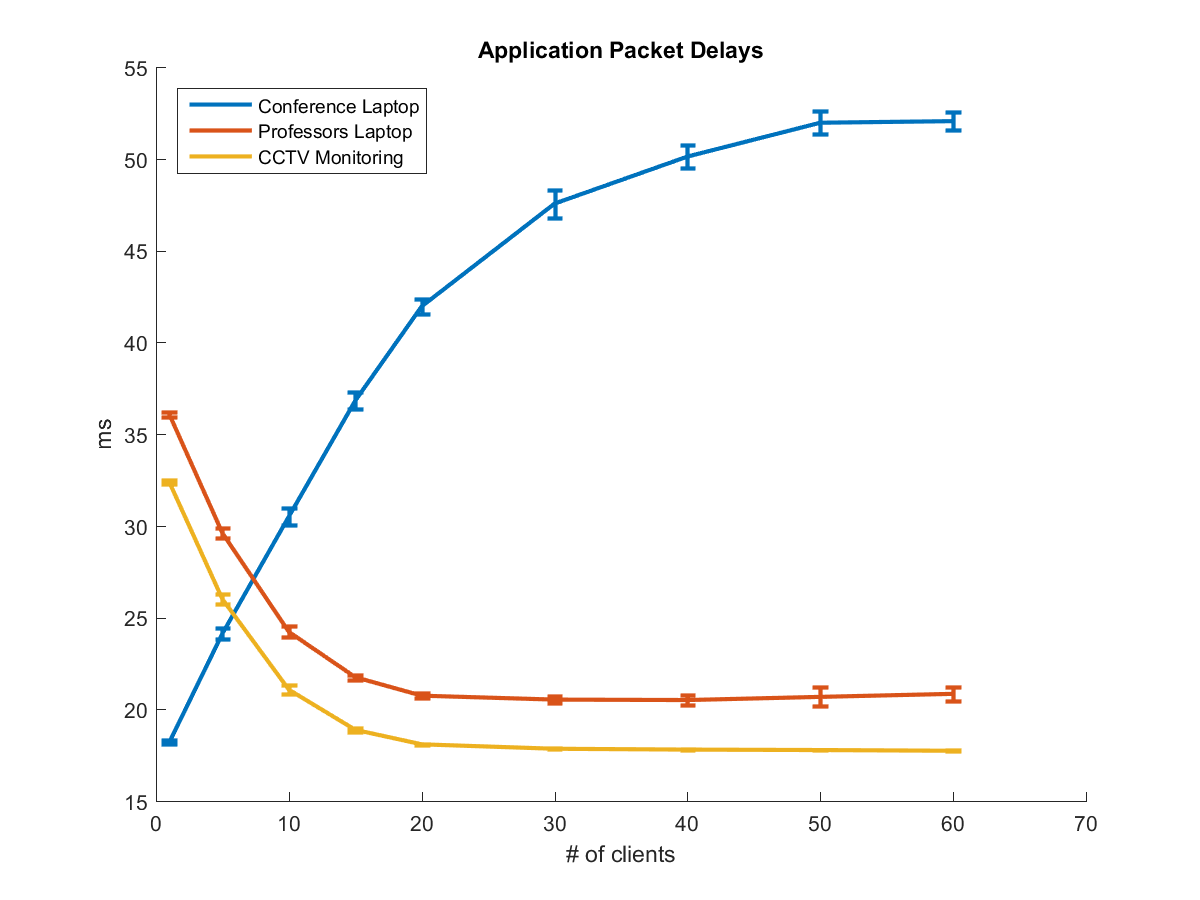 Application Packet Delays
55
50
45
40
35
30
25
20
15
ms
Conference Laptop
Professors Laptop
CCTV Monitoring
0 10 20 30 40 50 60 70
# of clients